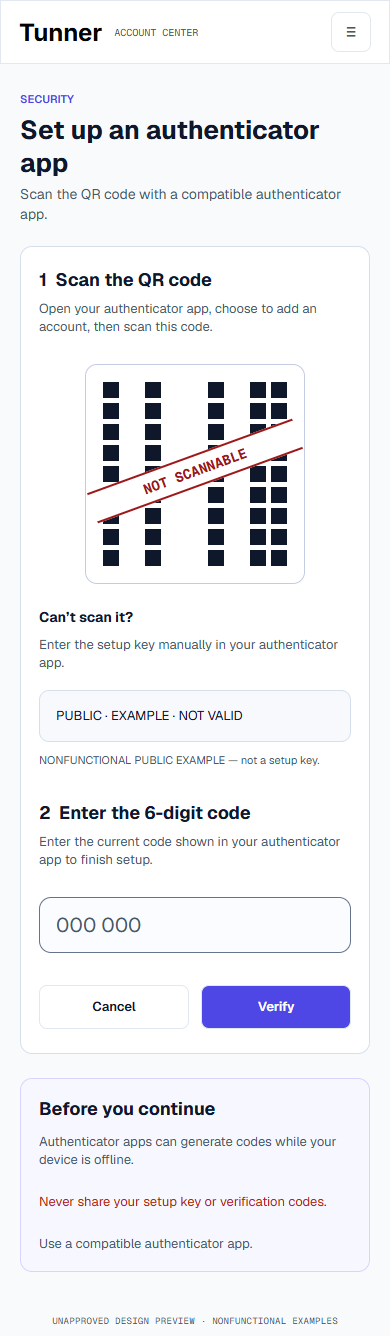 Tunner ACCOUNT CENTER
SECURITY
Set up an authenticator
app
Scan the QR code with a compatible authenticator
app.
1 Scan the QR code
Open your authenticator app, choose to add an
account, then scan this code.
NOT SCANNABLE
Can't scan it?
Enter the setup key manually in your authenticator
app.
PUBLIC · EXAMPLE · NOT VALID
NONFUNCTIONAL PUBLIC EXAMPLE — not a setup key.
2 Enter the 6-digit code
Enter the current code shown in your authenticator
app to finish setup.
000 000
Cancel Verify
Before you continue
Authenticator apps can generate codes while your
device is offline.
Never share your setup key or verification codes.
Use a compatible authenticator app.
UNAPPROVED DESIGN PREVIEW · NONFUNCTIONAL EXAMPLES